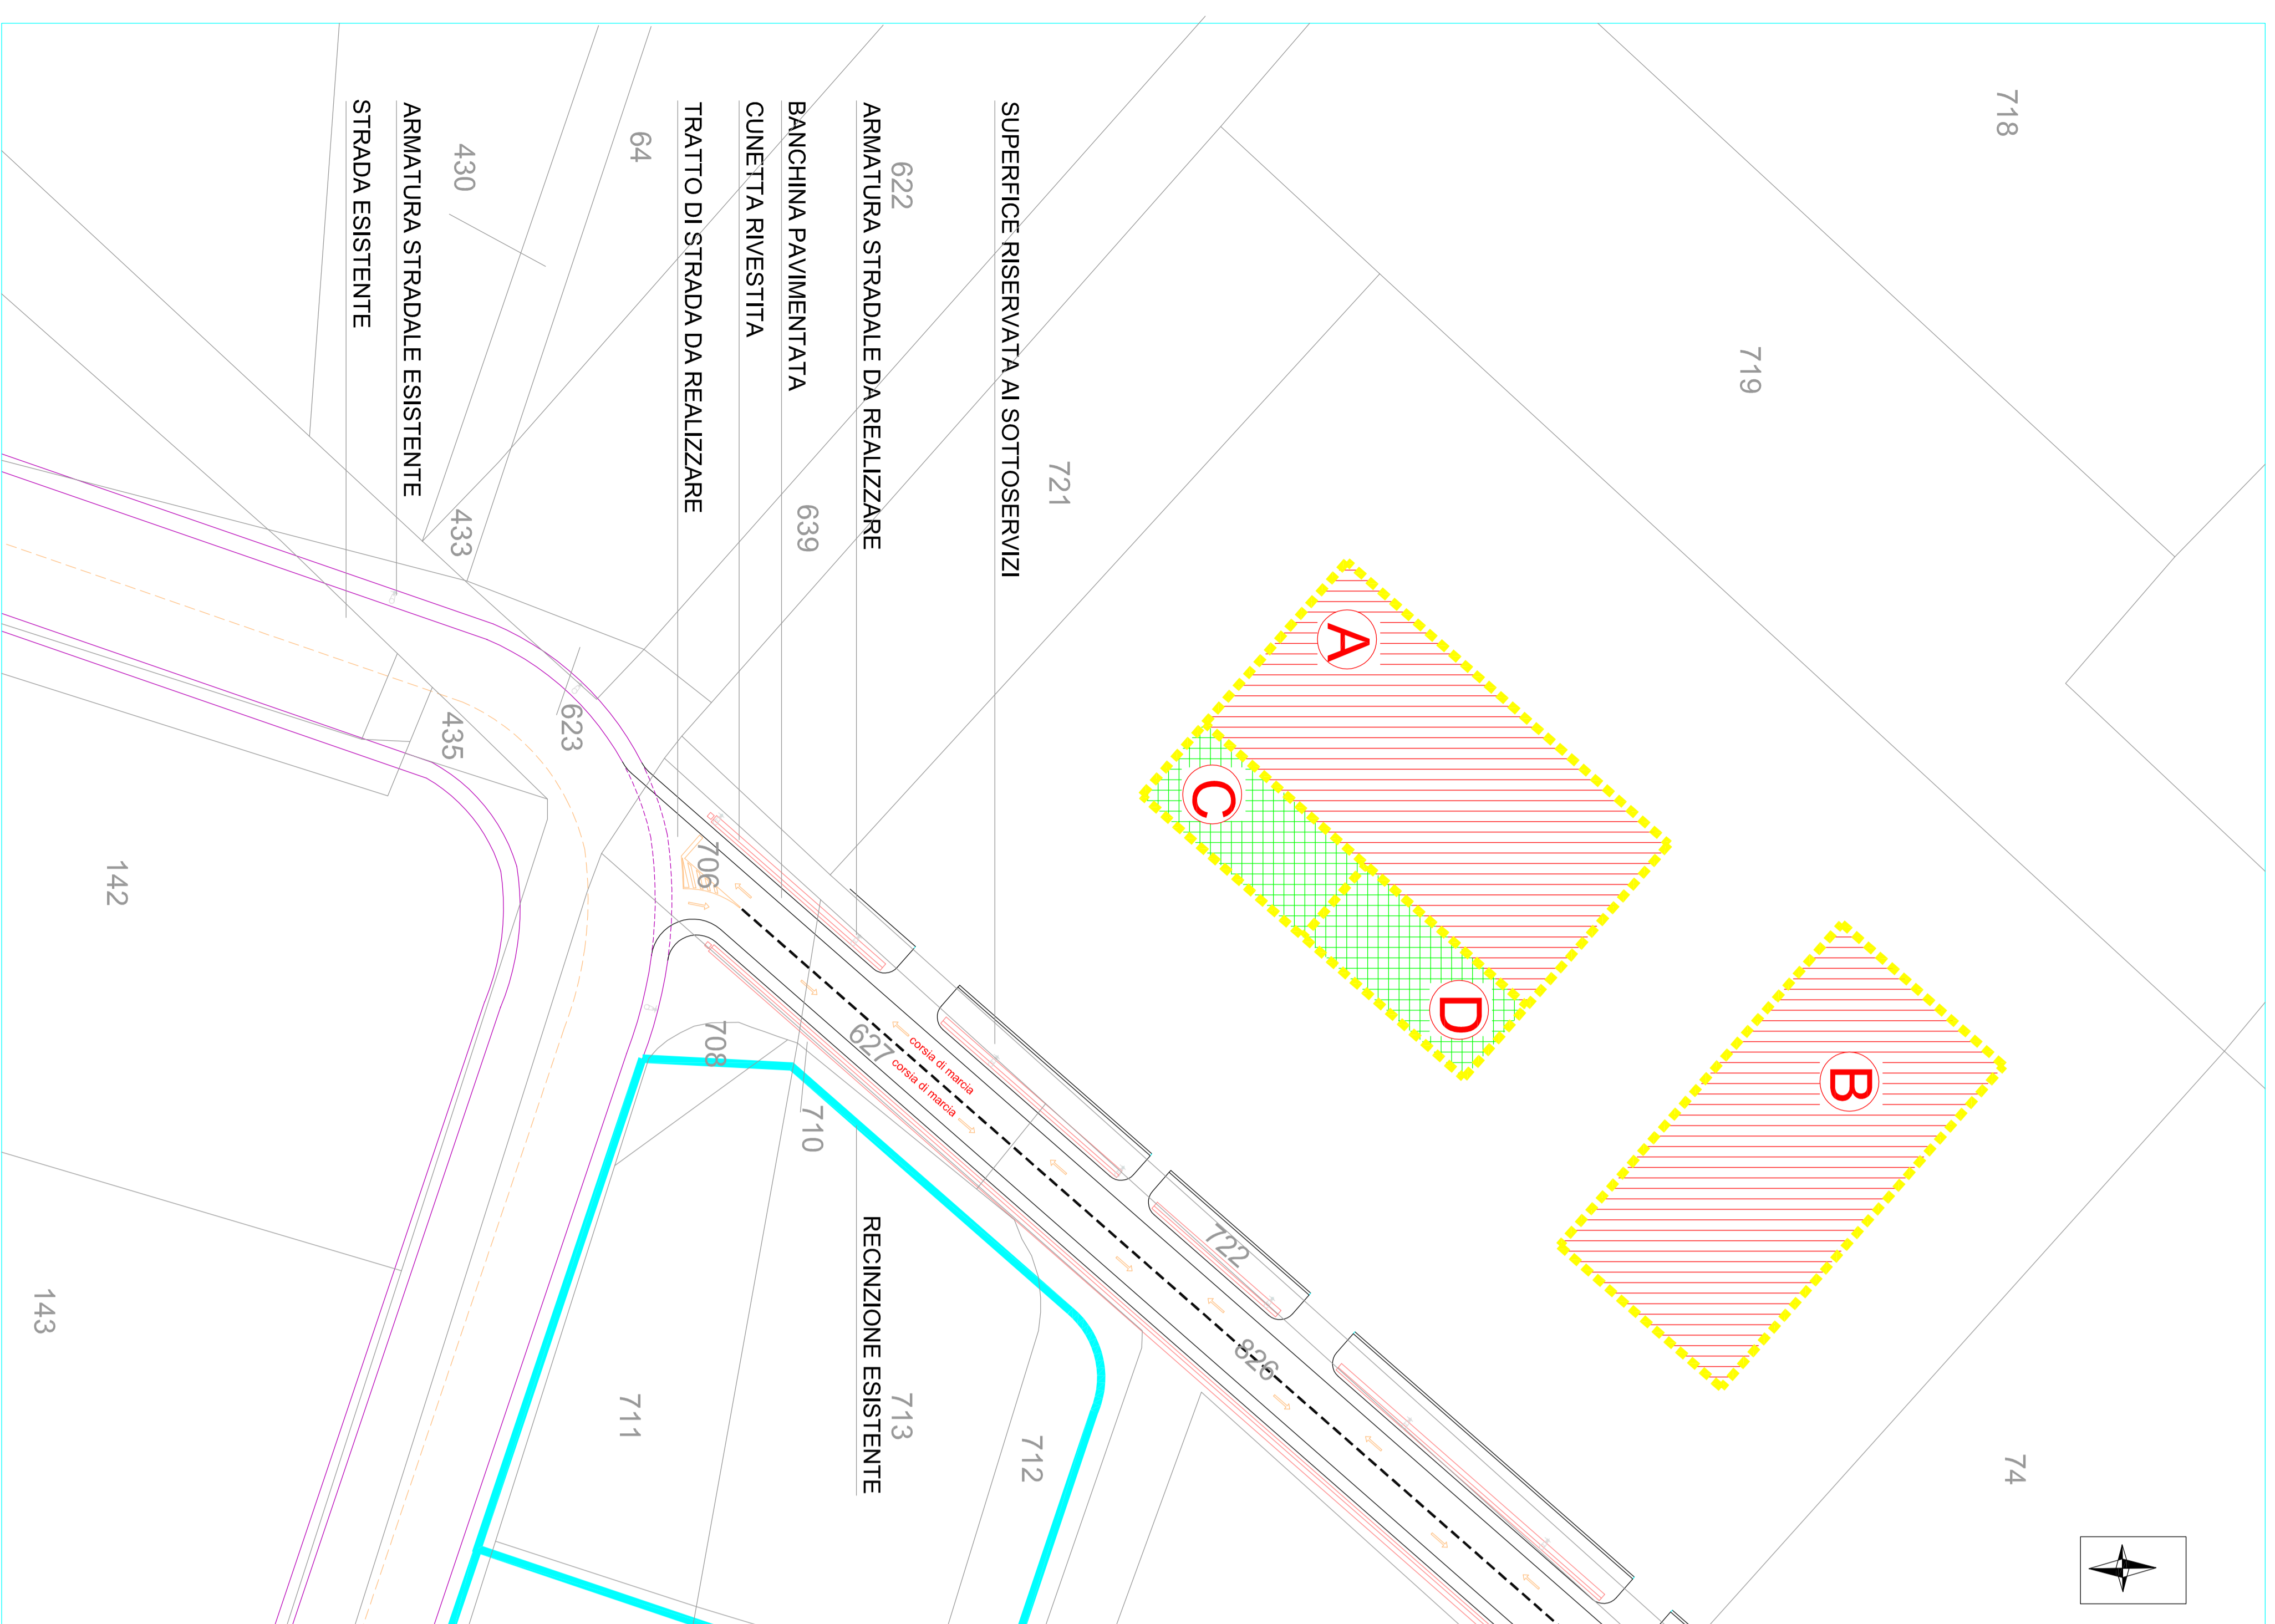 718
719
SUPERFICE RISERVATA AI SOTTOSERVIZI
721
622
ARMATURA STRADALE DA REALIZZARE
BANCHINA PAVIMENTATA
639
CUNETTA RIVESTITA
TRATTO DI STRADA DA REALIZZARE
64
430
433
ARMATURA STRADALE ESISTENTE
STRADA ESISTENTE
A
C
D
B
623
435
706
142
708
627
corsia di marcia
corsia di marcia
710
722
826
RECINZIONE ESISTENTE
713
712
711
143
74